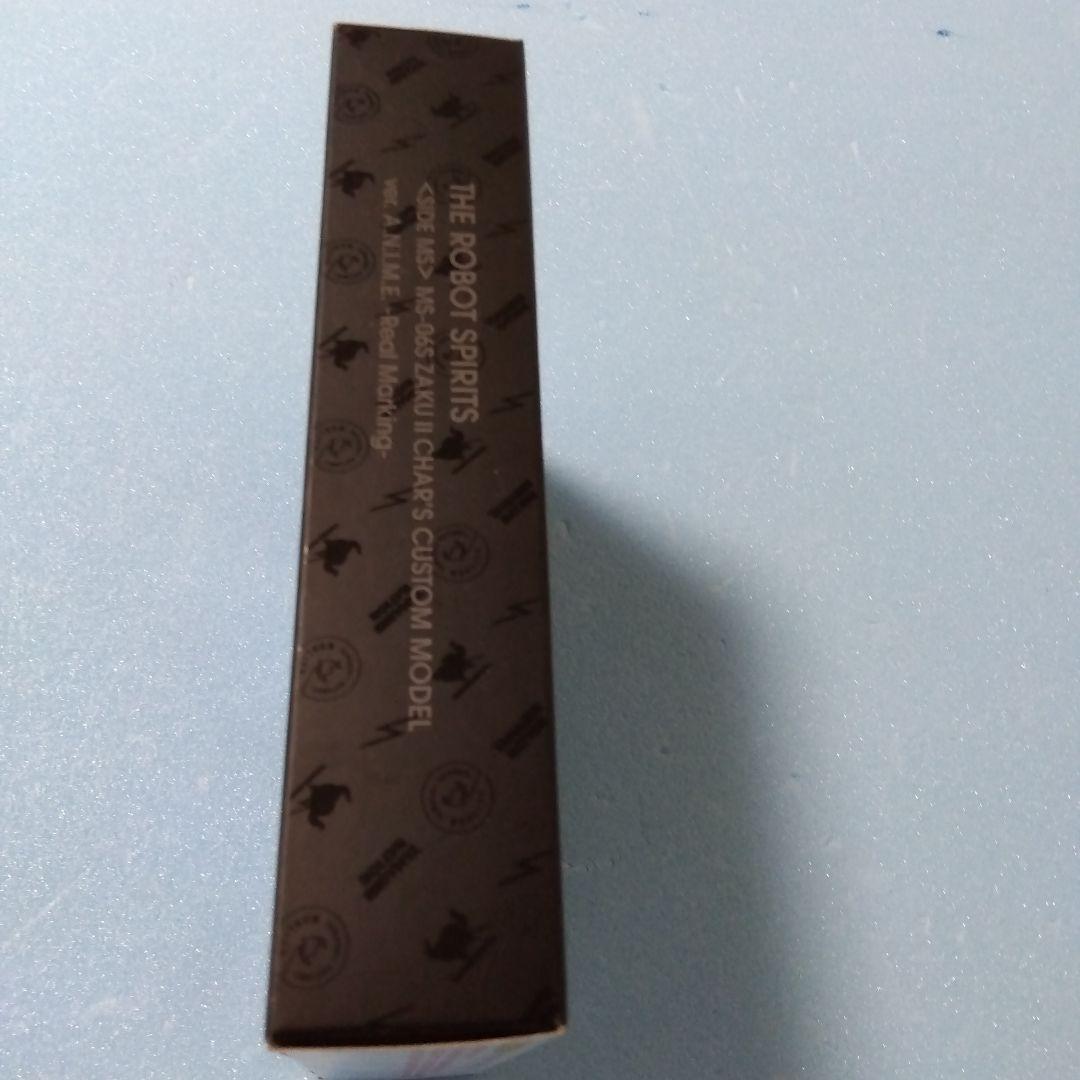 THE ROBOT SPIRITS
<SIDE MS> MS-06S ZAKU II CHAR'S CUSTOM MODEL
ver. A.N.I.M.E. -Real Marking-